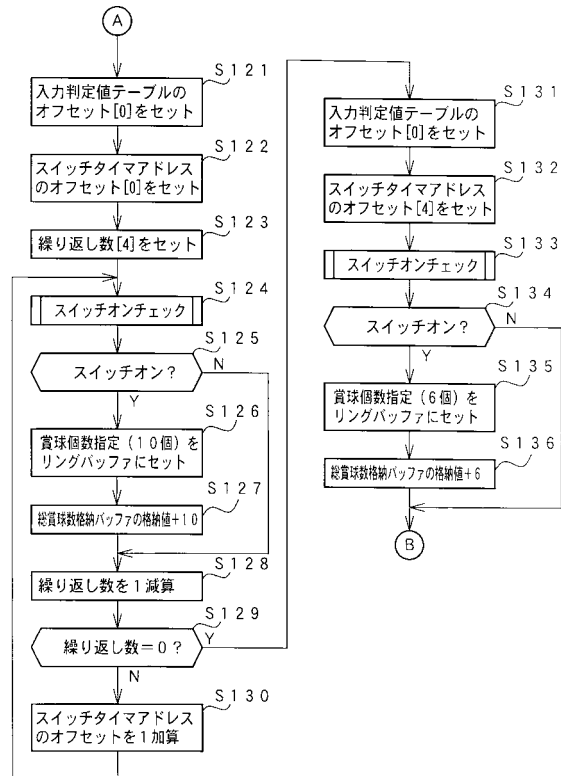 A
S121
入力判定値テーブルの
オフセット[0]をセット
S122
スイッチタイマアドレス
のオフセット[0]をセット
S123
繰り返し数[4]をセット
S124
スイッチオンチェック
S125
スイッチオン?
N
Y
S126
賞球個数指定(10個)を
リングバッファにセット
S127
総賞球数格納バッファの格納値+10
S128
繰り返し数を1減算
S129
繰り返し数=0?
Y
N
S130
スイッチタイマアドレス
のオフセットを1加算
S131
入力判定値テーブルの
オフセット[0]をセット
S132
スイッチタイマアドレス
のオフセット[4]をセット
S133
スイッチオンチェック
S134
スイッチオン?
N
Y
S135
賞球個数指定(6個)を
リングバッファにセット
S136
総賞球数格納バッファの格納値+6
B